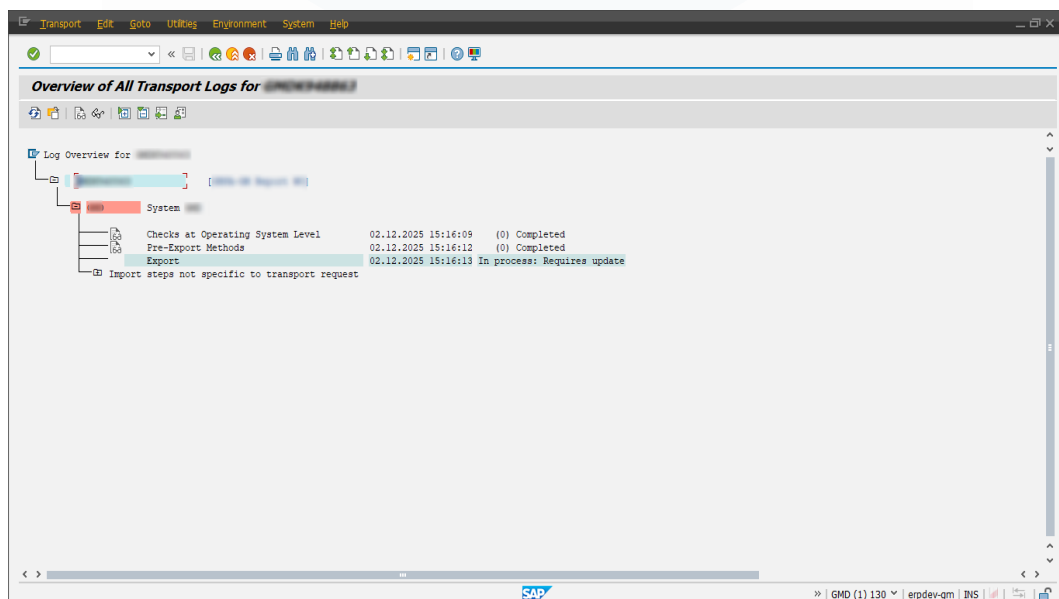 Transport Edit Goto Utilities Environment System Help
Overview of All Transport Logs for
Log Overview for
System
Checks at Operating System Level 02.12.2025 15:16:09 (0) Completed
Pre-Export Methods 02.12.2025 15:16:12 (0) Completed
Export 02.12.2025 15:16:13 In process: Requires update
Import steps not specific to transport request
SAP
» | GMD (1) 130 | erpdev-gm | INS